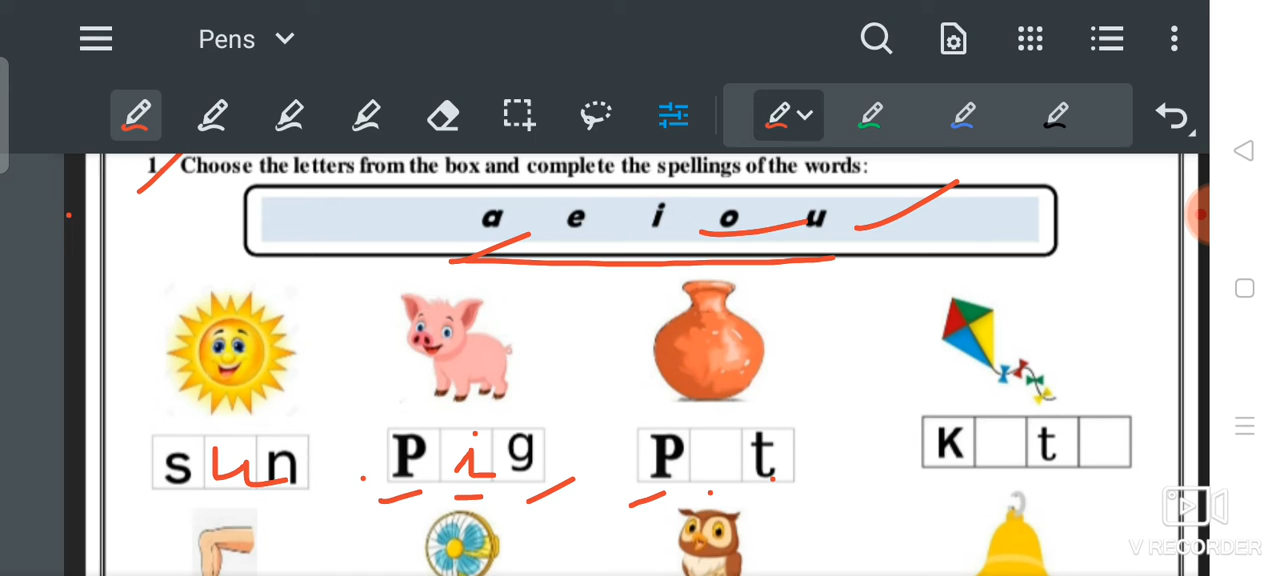 Pens
1. Choose the letters from the box and complete the spellings of the words:
a e i o u
s u n
P i g
P t
K t
V RECORDER